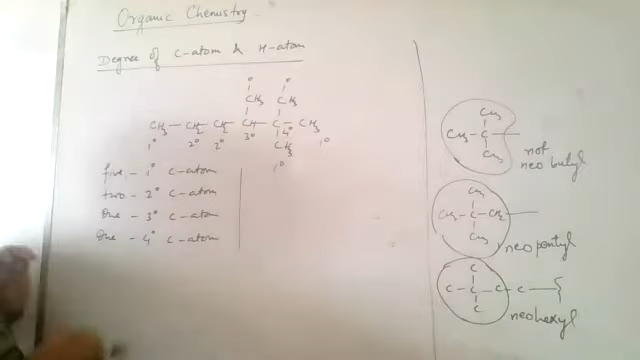 Organic Chemistry
Degree of C-atom & H-atom
1° 1°
CH₃ CH₃
CH₃ — CH₂ — CH₂ — CH — C — CH₃
1° 2° 2° 3° 4° 1°
CH₃
1°
five - 1° C-atom
two - 2° C-atom
One - 3° C-atom
One - 4° C-atom
CH₃
CH₃ — C —
CH₃
not
neo butyl
CH₃
CH₃ — C — CH₂ —
CH₃
neopentyl
C
C — C — C — C —
C
neohexyl